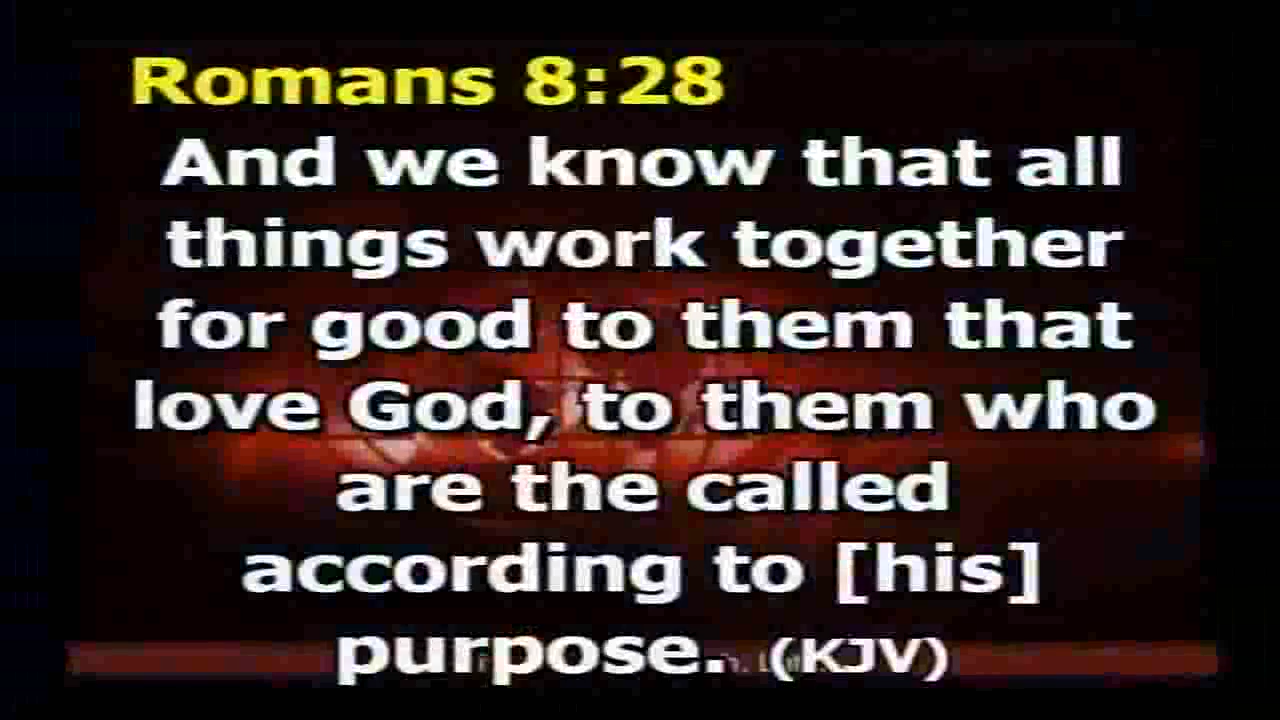 Romans 8:28
And we know that all
things work together
for good to them that
love God, to them who
are the called
according to [his]
purpose. (KJV)